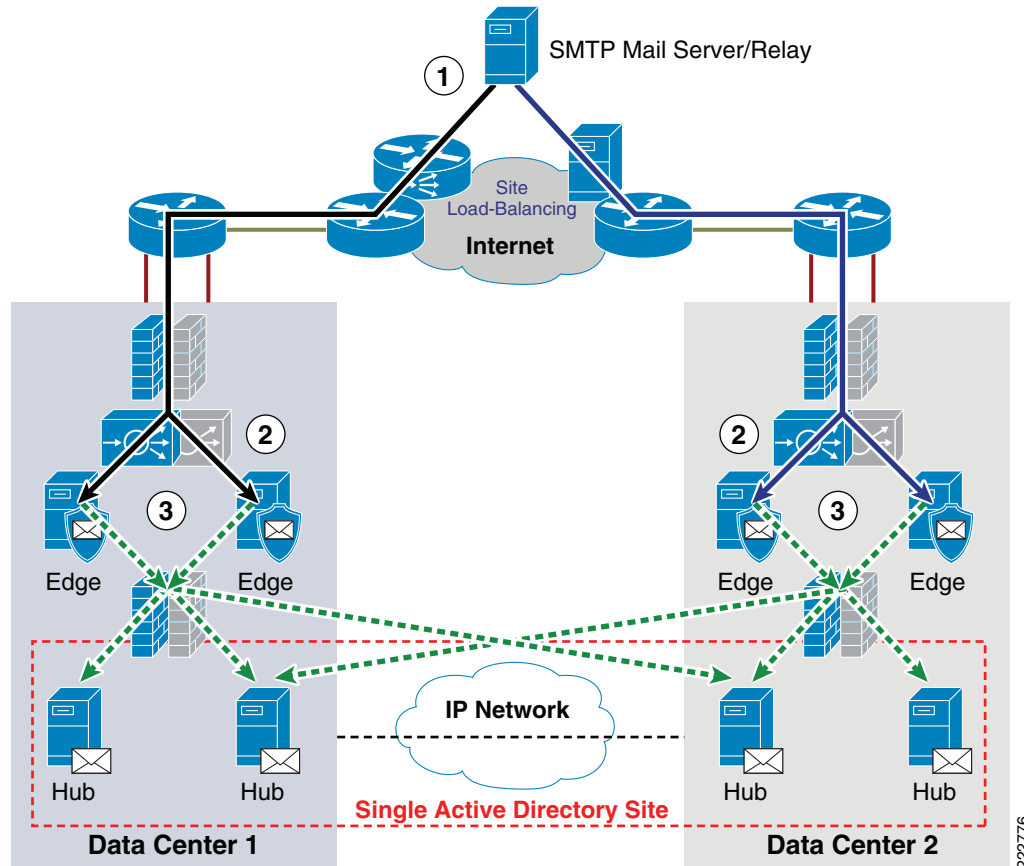 SMTP Mail Server/Relay
1
Site
Load-Balancing
Internet
2
2
3
3
Edge
Edge
Edge
Edge
IP Network
Hub
Hub
Hub
Hub
Single Active Directory Site
Data Center 1
Data Center 2
222776